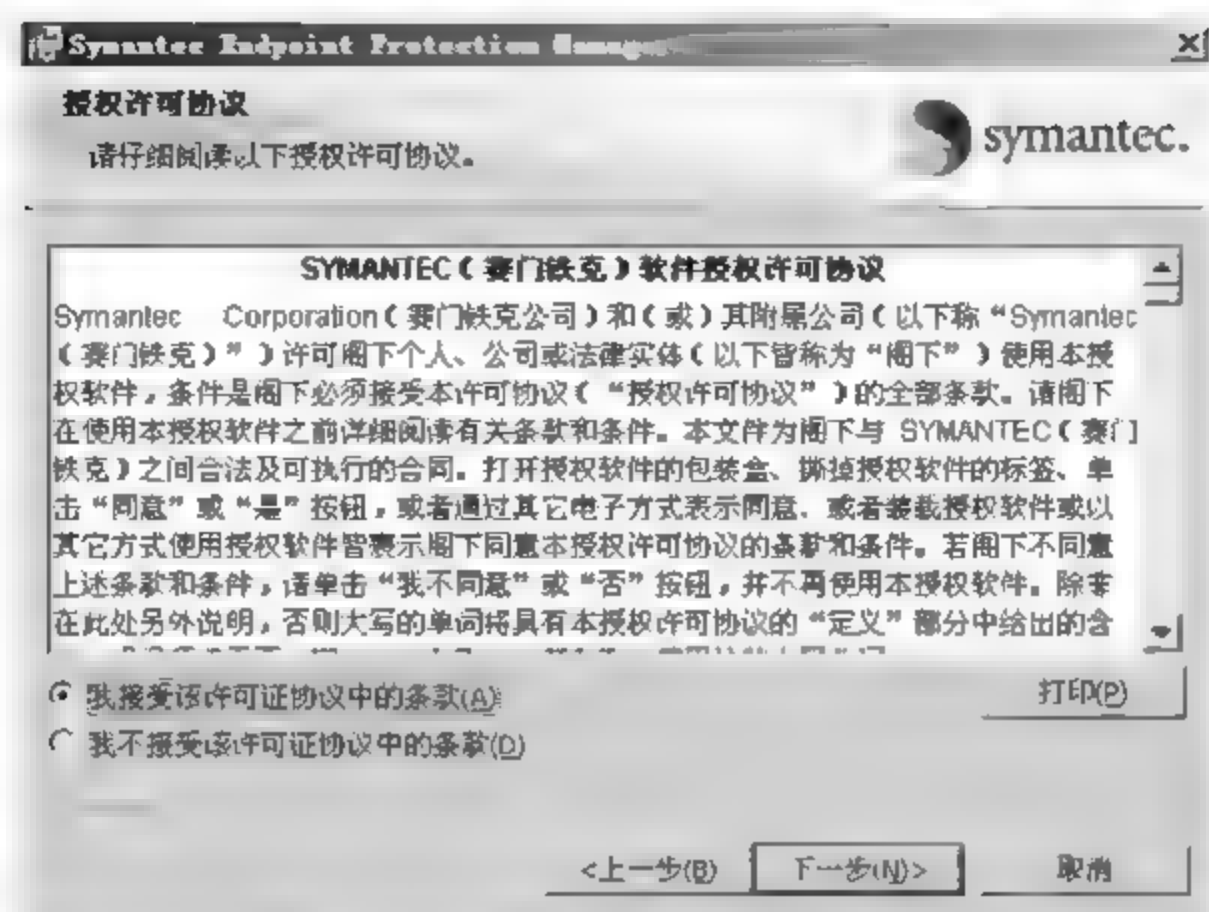 Symantec Endpoint Protection Manager
授权许可协议
请仔细阅读以下授权许可协议。
symantec.
SYMANTEC（赛门铁克）软件授权许可协议
Symantec Corporation（赛门铁克公司）和（或）其附属公司（以下称“Symantec
（赛门铁克）”）许可阁下个人、公司或法律实体（以下皆称为“阁下”）使用本授
权软件，条件是阁下必须接受本许可协议（“授权许可协议”）的全部条款。请阁下
在使用本授权软件之前详细阅读有关条款和条件。本文件为阁下与 SYMANTEC（赛门
铁克）之间合法及可执行的合同。打开授权软件的包装盒、撕掉授权软件的标签、单
击“同意”或“是”按钮，或者通过其它电子方式表示同意、或者装载授权软件或以
其它方式使用授权软件皆表示阁下同意本授权许可协议的条款和条件。若阁下不同意
上述条款和条件，请单击“我不同意”或“否”按钮，并不再使用本授权软件。除非
在此处另外说明，否则大写的单词将具有本授权许可协议的“定义”部分中给出的含
我接受该许可证协议中的条款(A)
打印(P)
我不接受该许可证协议中的条款(D)
<上一步(B)
下一步(N)>
取消